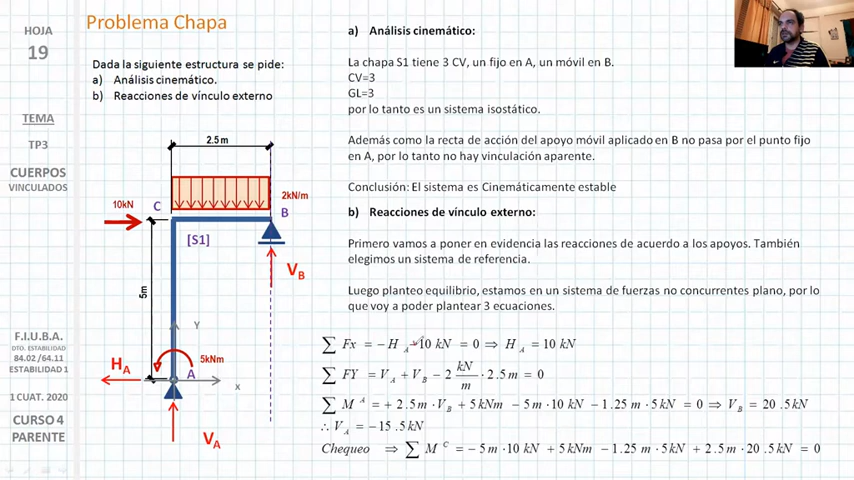 HOJA
19
TEMA
TP3
CUERPOS
VINCULADOS
F.I.U.B.A.
DTO. ESTABILIDAD
84.02/64.11
ESTABILIDAD 1
1 CUAT. 2020
CURSO 4
PARENTE
Problema Chapa
Dada la siguiente estructura se pide:
a) Análisis cinemático.
b) Reacciones de vínculo externo
2.5 m
2kN/m
10kN
C
B
[S1]
V_B
5m
Y
5kNm
H_A
A
x
V_A
a) Análisis cinemático:
La chapa S1 tiene 3 CV, un fijo en A, un móvil en B.
CV=3
GL=3
por lo tanto es un sistema isostático.
Además como la recta de acción del apoyo móvil aplicado en B no pasa por el punto fijo
en A, por lo tanto no hay vinculación aparente.
Conclusión: El sistema es Cinemáticamente estable
b) Reacciones de vínculo externo:
Primero vamos a poner en evidencia las reacciones de acuerdo a los apoyos. También
elegimos un sistema de referencia.
Luego planteo equilibrio, estamos en un sistema de fuerzas no concurrentes plano, por lo
que voy a poder plantear 3 ecuaciones.
∑ Fx = − H_A + 10 kN = 0 ⇒ H_A = 10 kN
∑ FY = V_A + V_B − 2 kN/m · 2.5 m = 0
∑ M^A = + 2.5 m · V_B + 5 kNm − 5 m · 10 kN − 1.25 m · 5 kN = 0 ⇒ V_B = 20 .5 kN
∴ V_A = −15 .5 kN
Chequeo ⇒ ∑ M^C = − 5 m · 10 kN + 5 kNm − 1.25 m · 5 kN + 2.5 m · 20 .5 kN = 0